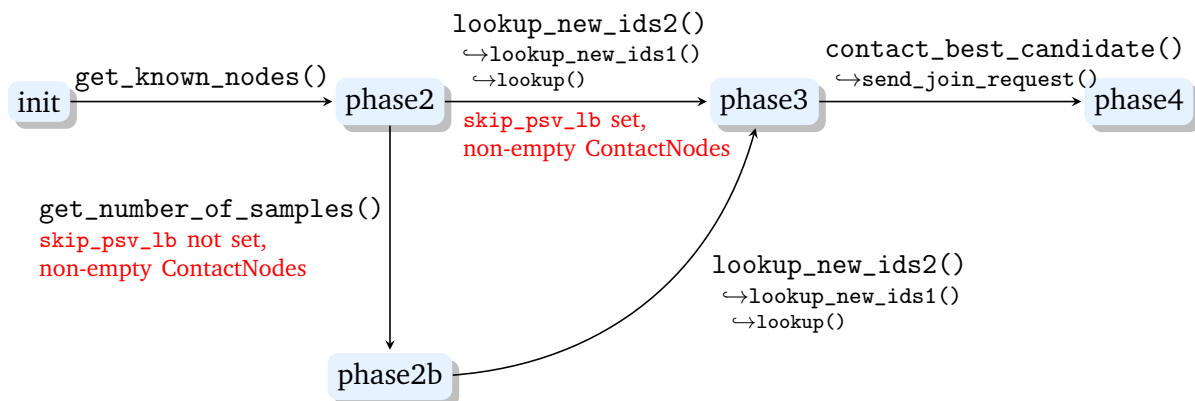 init
get_known_nodes()
phase2
lookup_new_ids2()
↪lookup_new_ids1()
↪lookup()
skip_psv_lb set,
non-empty ContactNodes
phase3
contact_best_candidate()
↪send_join_request()
phase4
get_number_of_samples()
skip_psv_lb not set,
non-empty ContactNodes
lookup_new_ids2()
↪lookup_new_ids1()
↪lookup()
phase2b